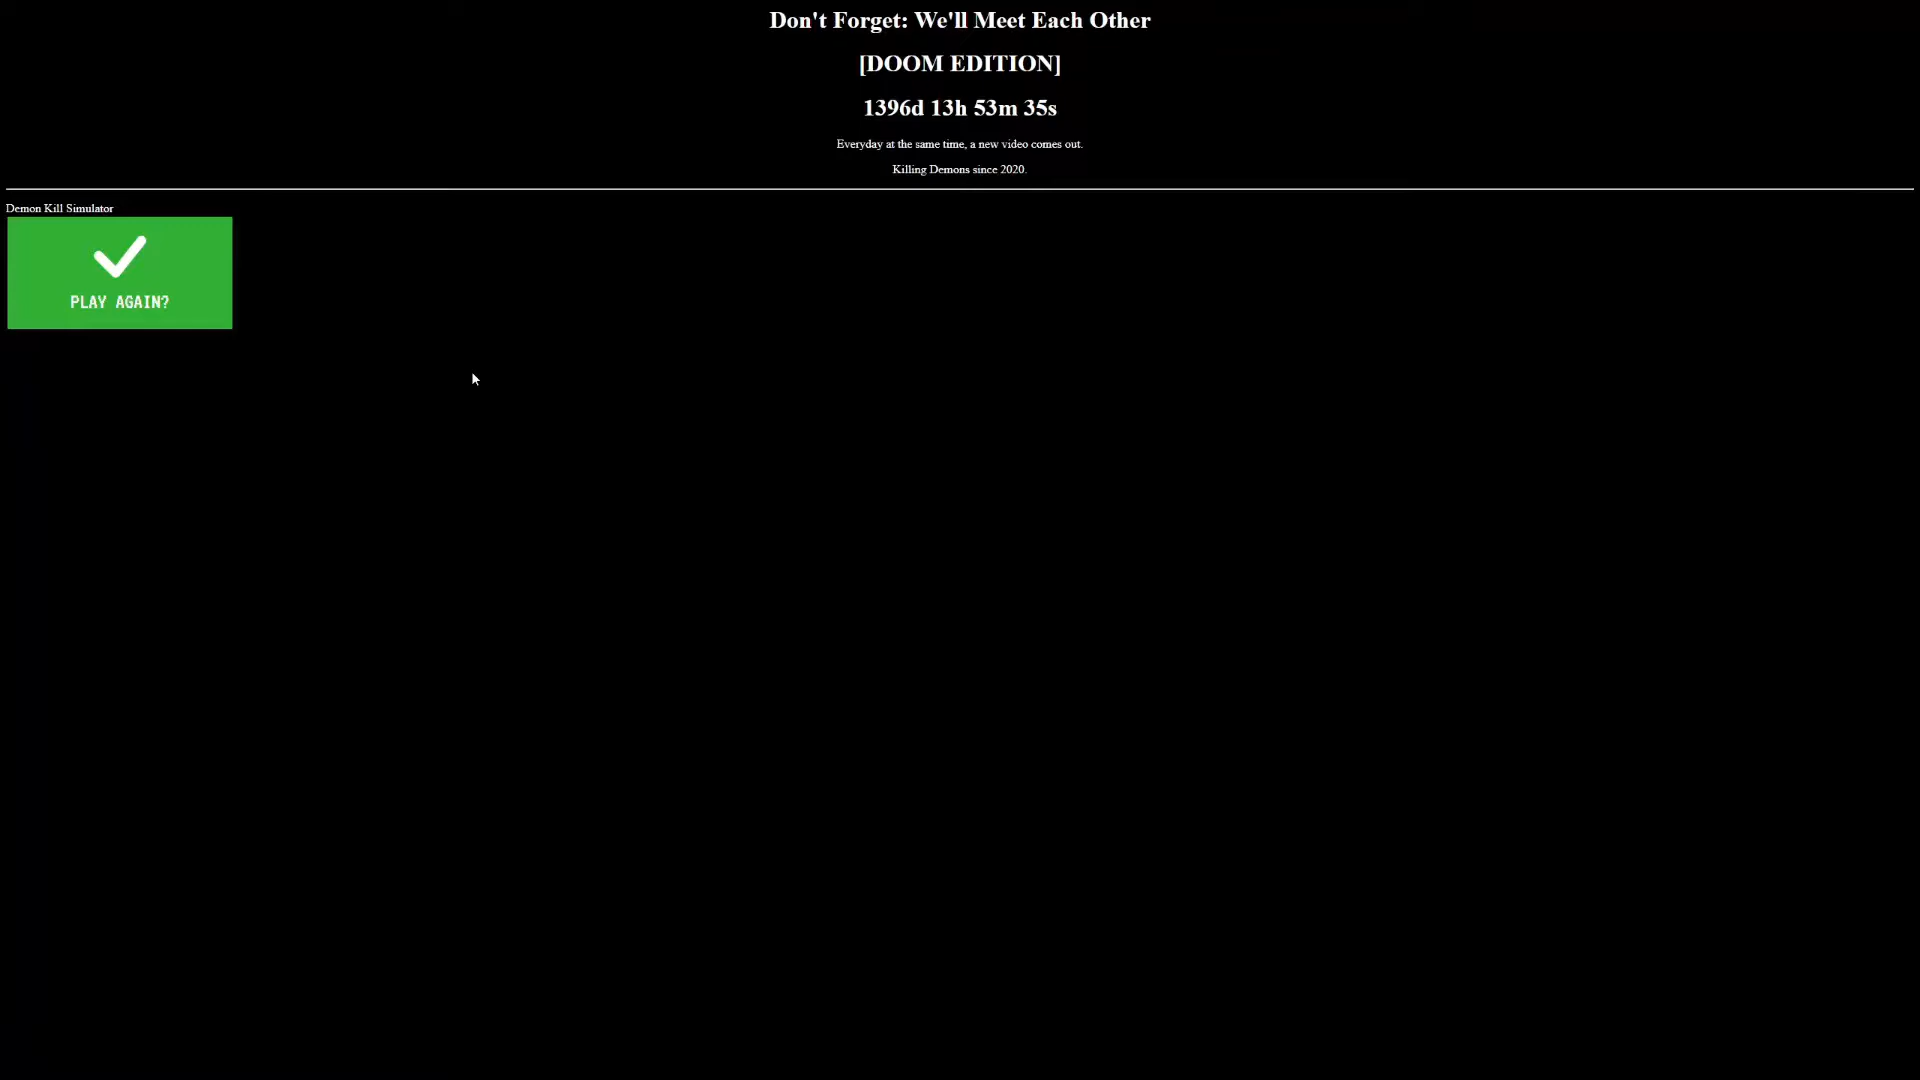 Don't Forget: We'll Meet Each Other
[DOOM EDITION]
1396d 13h 53m 35s
Everyday at the same time, a new video comes out.
Killing Demons since 2020.
Demon Kill Simulator
PLAY AGAIN?